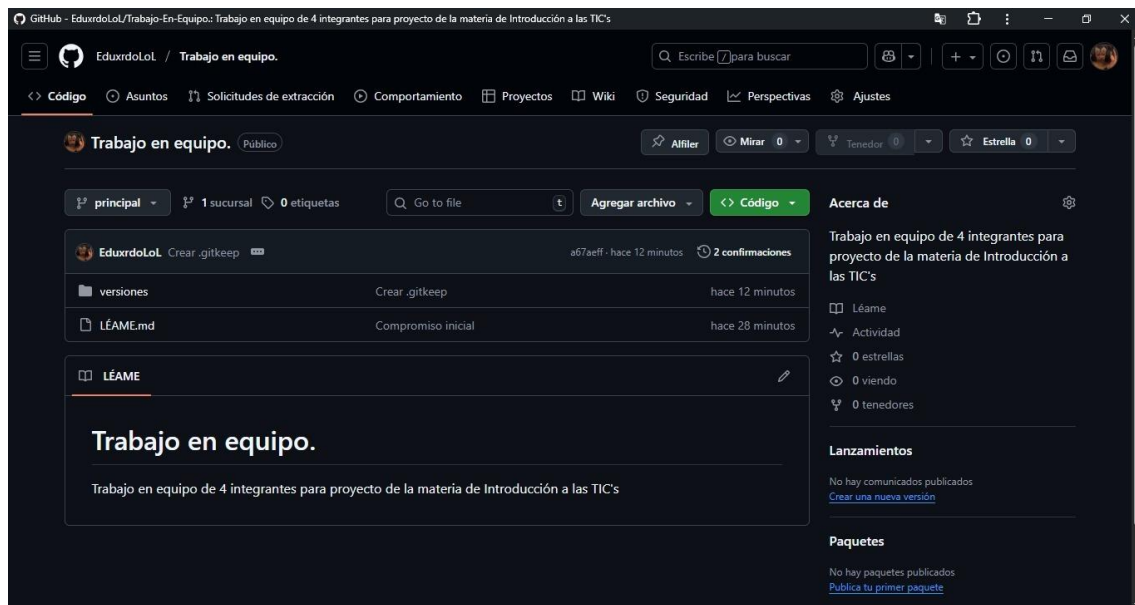 GitHub - EduxrdoLoL/Trabajo-En-Equipo.: Trabajo en equipo de 4 integrantes para proyecto de la materia de Introducción a las TIC's
EduxrdoLoL / Trabajo en equipo.
Escribe / para buscar
Código Asuntos Solicitudes de extracción Comportamiento Proyectos Wiki Seguridad Perspectivas Ajustes
Trabajo en equipo. Público
Alfiler Mirar 0 Tenedor 0 Estrella 0
principal 1 sucursal 0 etiquetas Go to file t Agregar archivo Código
EduxrdoLoL Crear .gitkeep a67aeff · hace 12 minutos 2 confirmaciones
versiones Crear .gitkeep hace 12 minutos
LÉAME.md Compromiso inicial hace 28 minutos
LÉAME
Trabajo en equipo.
Trabajo en equipo de 4 integrantes para proyecto de la materia de Introducción a las TIC's
Acerca de
Trabajo en equipo de 4 integrantes para
proyecto de la materia de Introducción a
las TIC's
Léame
Actividad
0 estrellas
0 viendo
0 tenedores
Lanzamientos
No hay comunicados publicados
Crear una nueva versión
Paquetes
No hay paquetes publicados
Publica tu primer paquete